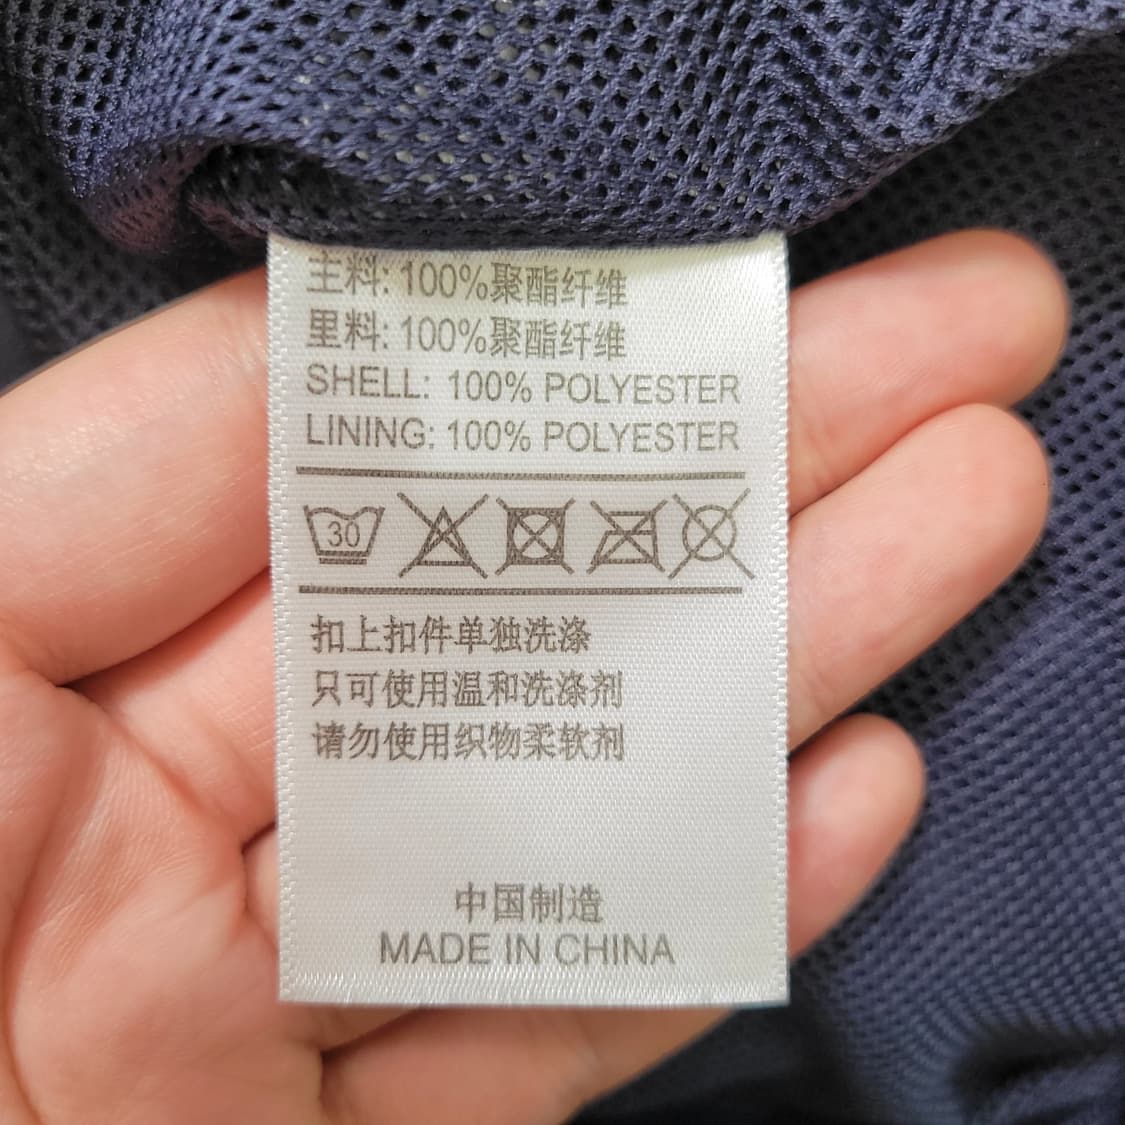 主料: 100%聚酯纤维
里料: 100%聚酯纤维
SHELL: 100% POLYESTER
LINING: 100% POLYESTER
30
扣上扣件单独洗涤
只可使用温和洗涤剂
请勿使用织物柔软剂
中国制造
MADE IN CHINA